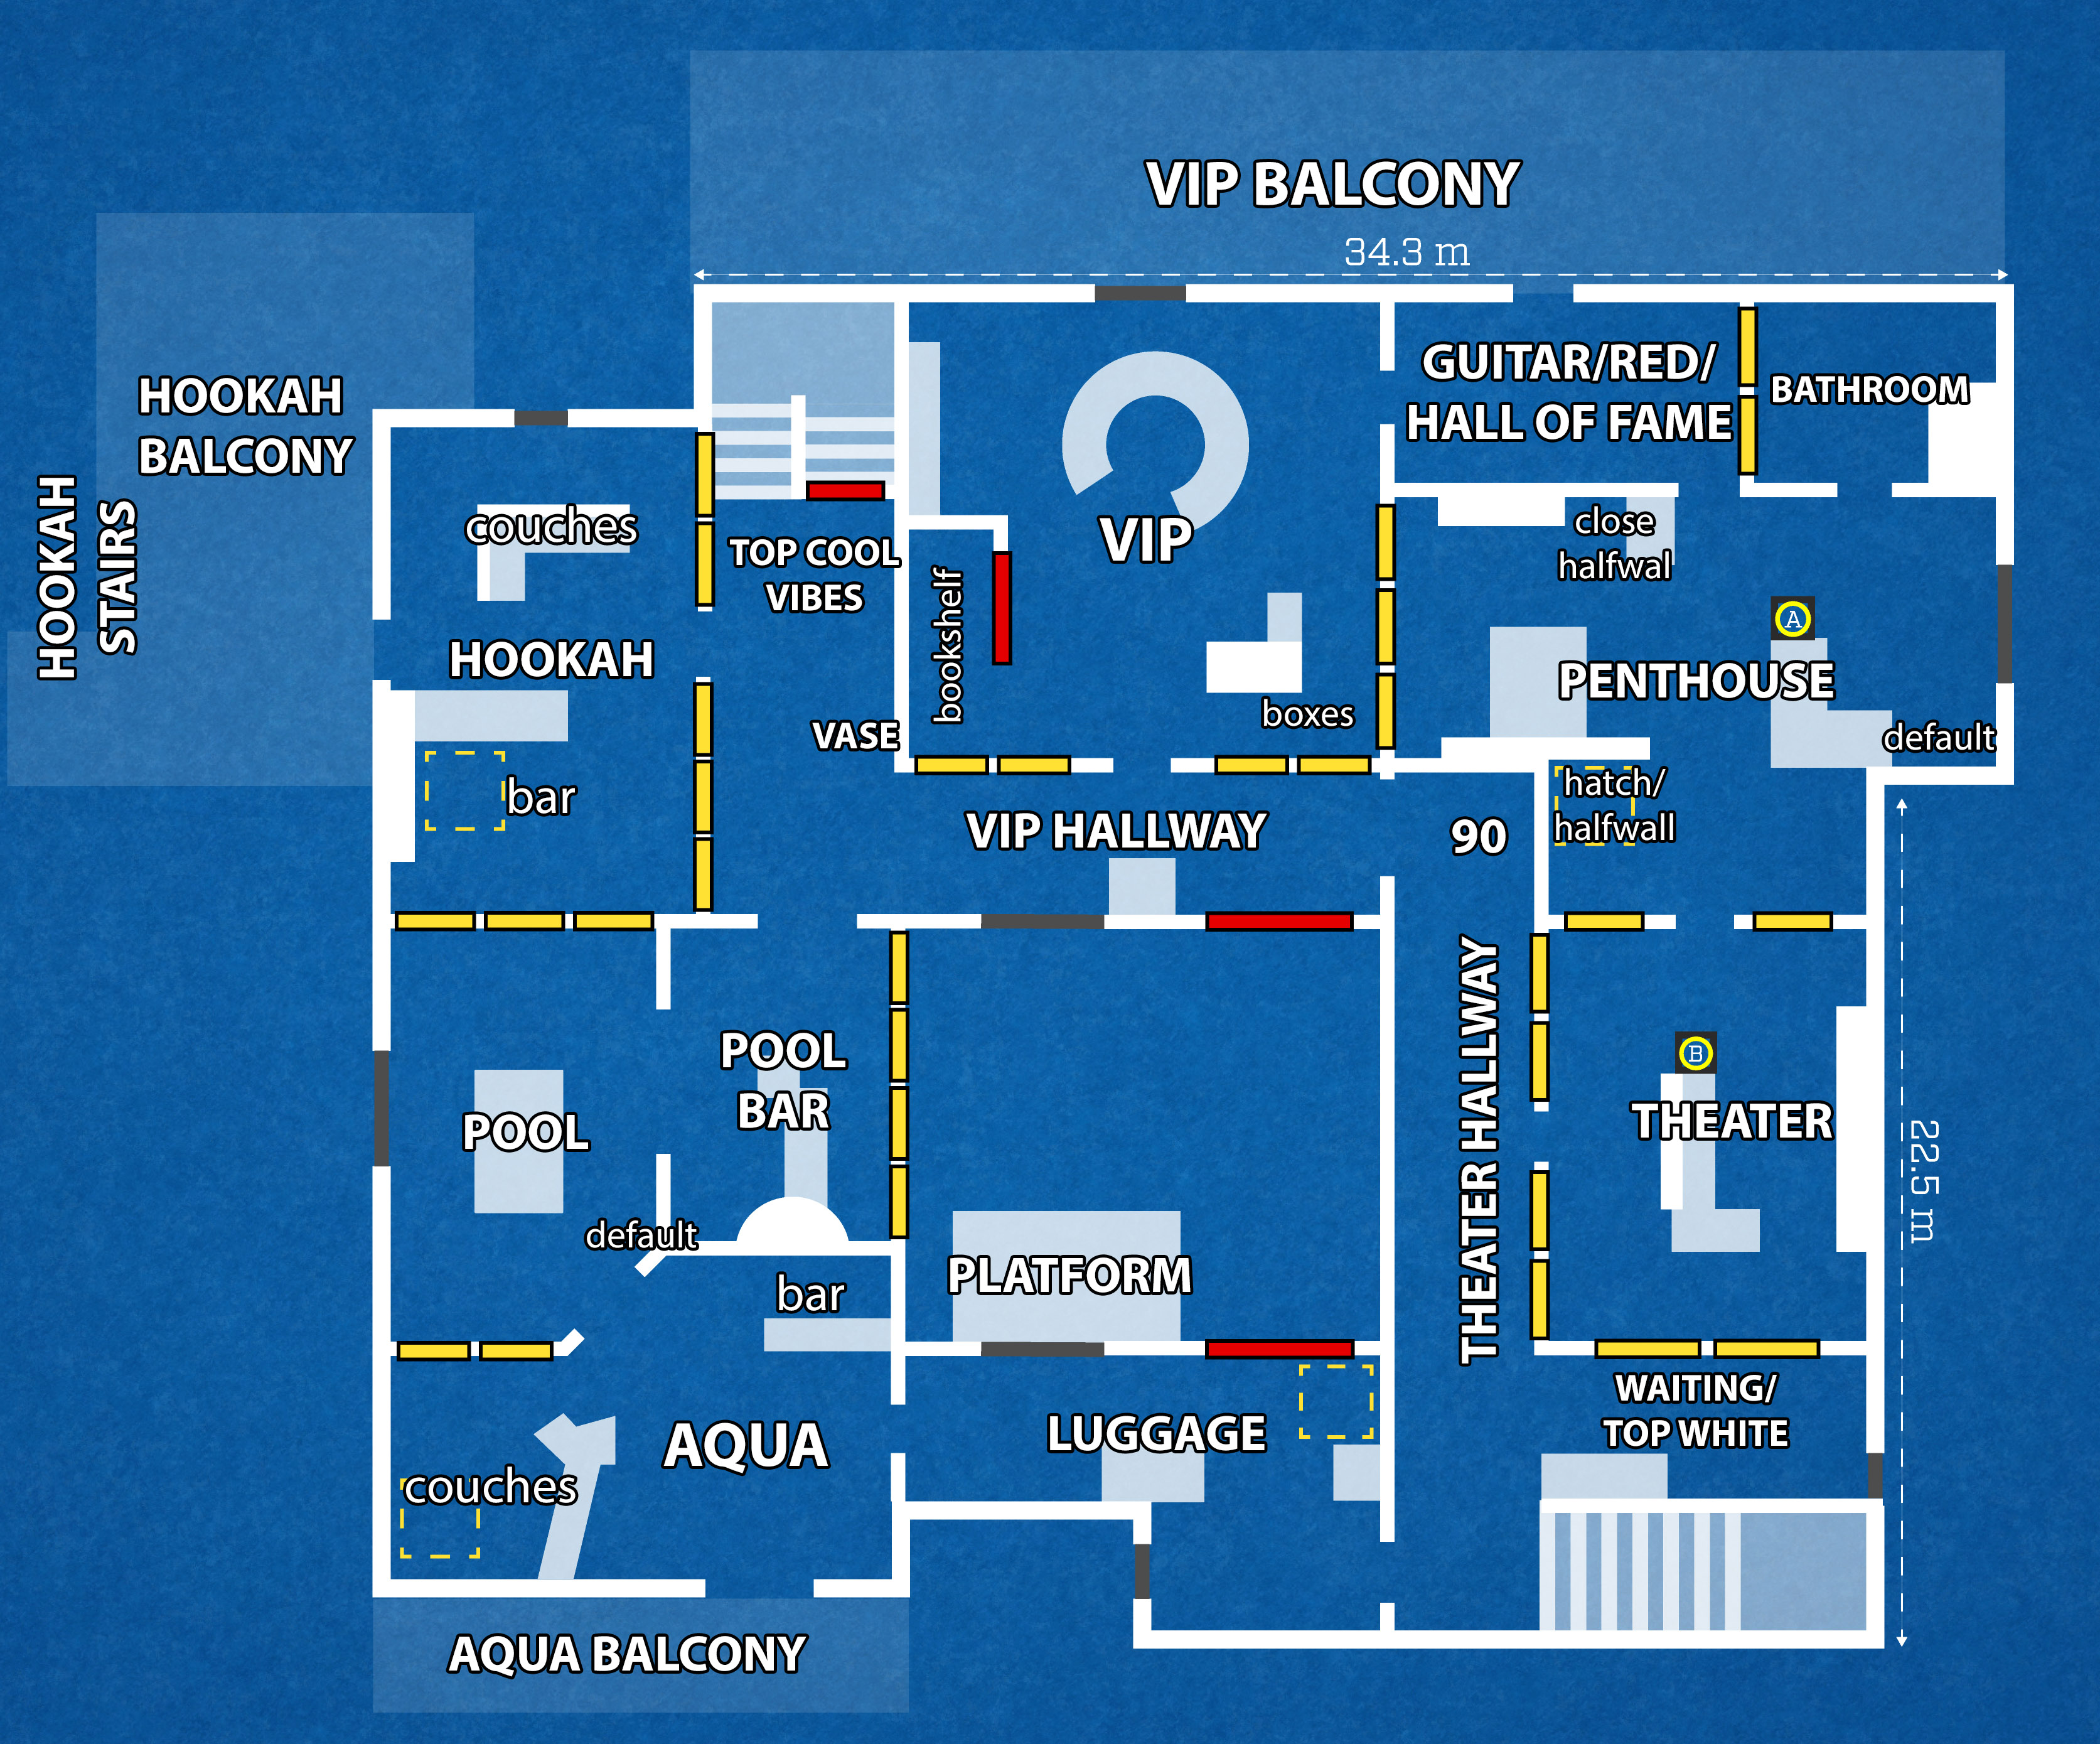 VIP BALCONY
34.3 m
HOOKAH
BALCONY
HOOKAH
STAIRS
GUITAR/RED/
HALL OF FAME
BATHROOM
couches
TOP COOL
VIBES
VIP
close
halfwal
bookshelf
HOOKAH
A
PENTHOUSE
VASE
boxes
default
bar
hatch/
halfwall
VIP HALLWAY
90
THEATER HALLWAY
POOL
BAR
POOL
B
THEATER
22.5 m
default
bar
PLATFORM
WAITING/
TOP WHITE
LUGGAGE
AQUA
couches
AQUA BALCONY